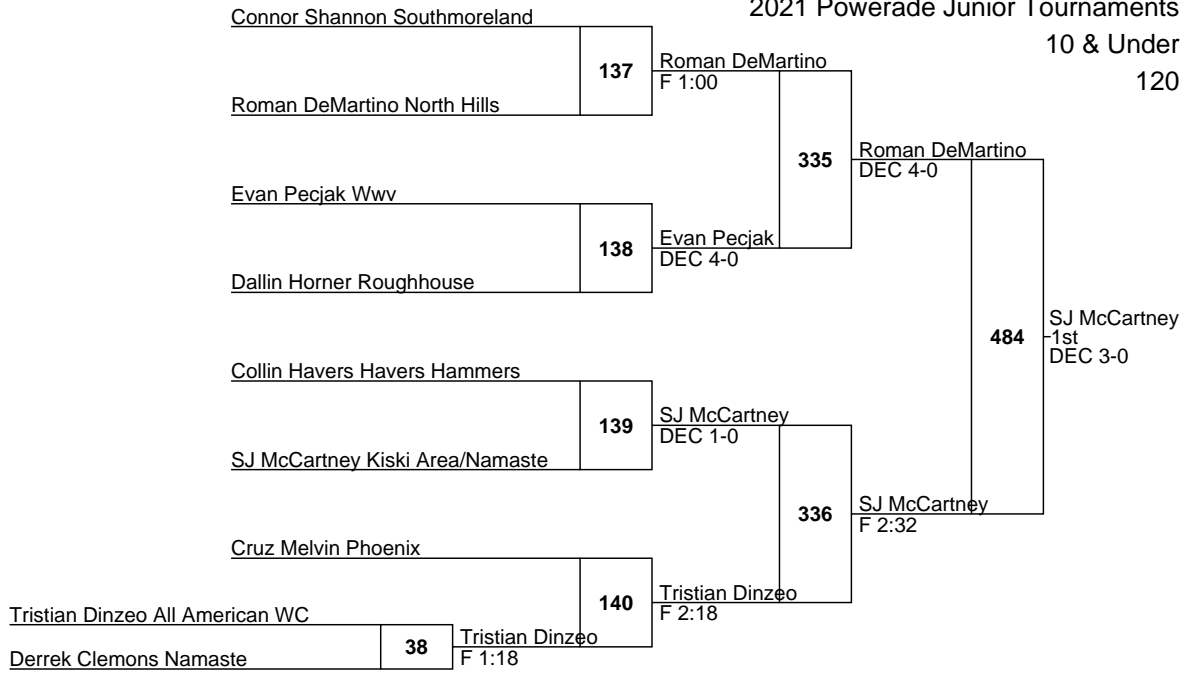 2021 Powerade Junior Tournaments
10 & Under
120
Connor Shannon Southmoreland
137
Roman DeMartino
F 1:00
Roman DeMartino North Hills
335
Roman DeMartino
DEC 4-0
Evan Pecjak Wwv
138
Evan Pecjak
DEC 4-0
Dallin Horner Roughhouse
484
SJ McCartney
1st
DEC 3-0
Collin Havers Havers Hammers
139
SJ McCartney
DEC 1-0
SJ McCartney Kiski Area/Namaste
336
SJ McCartney
F 2:32
Cruz Melvin Phoenix
140
Tristian Dinzeo
F 2:18
Tristian Dinzeo All American WC
38
Tristian Dinzeo
F 1:18
Derrek Clemons Namaste